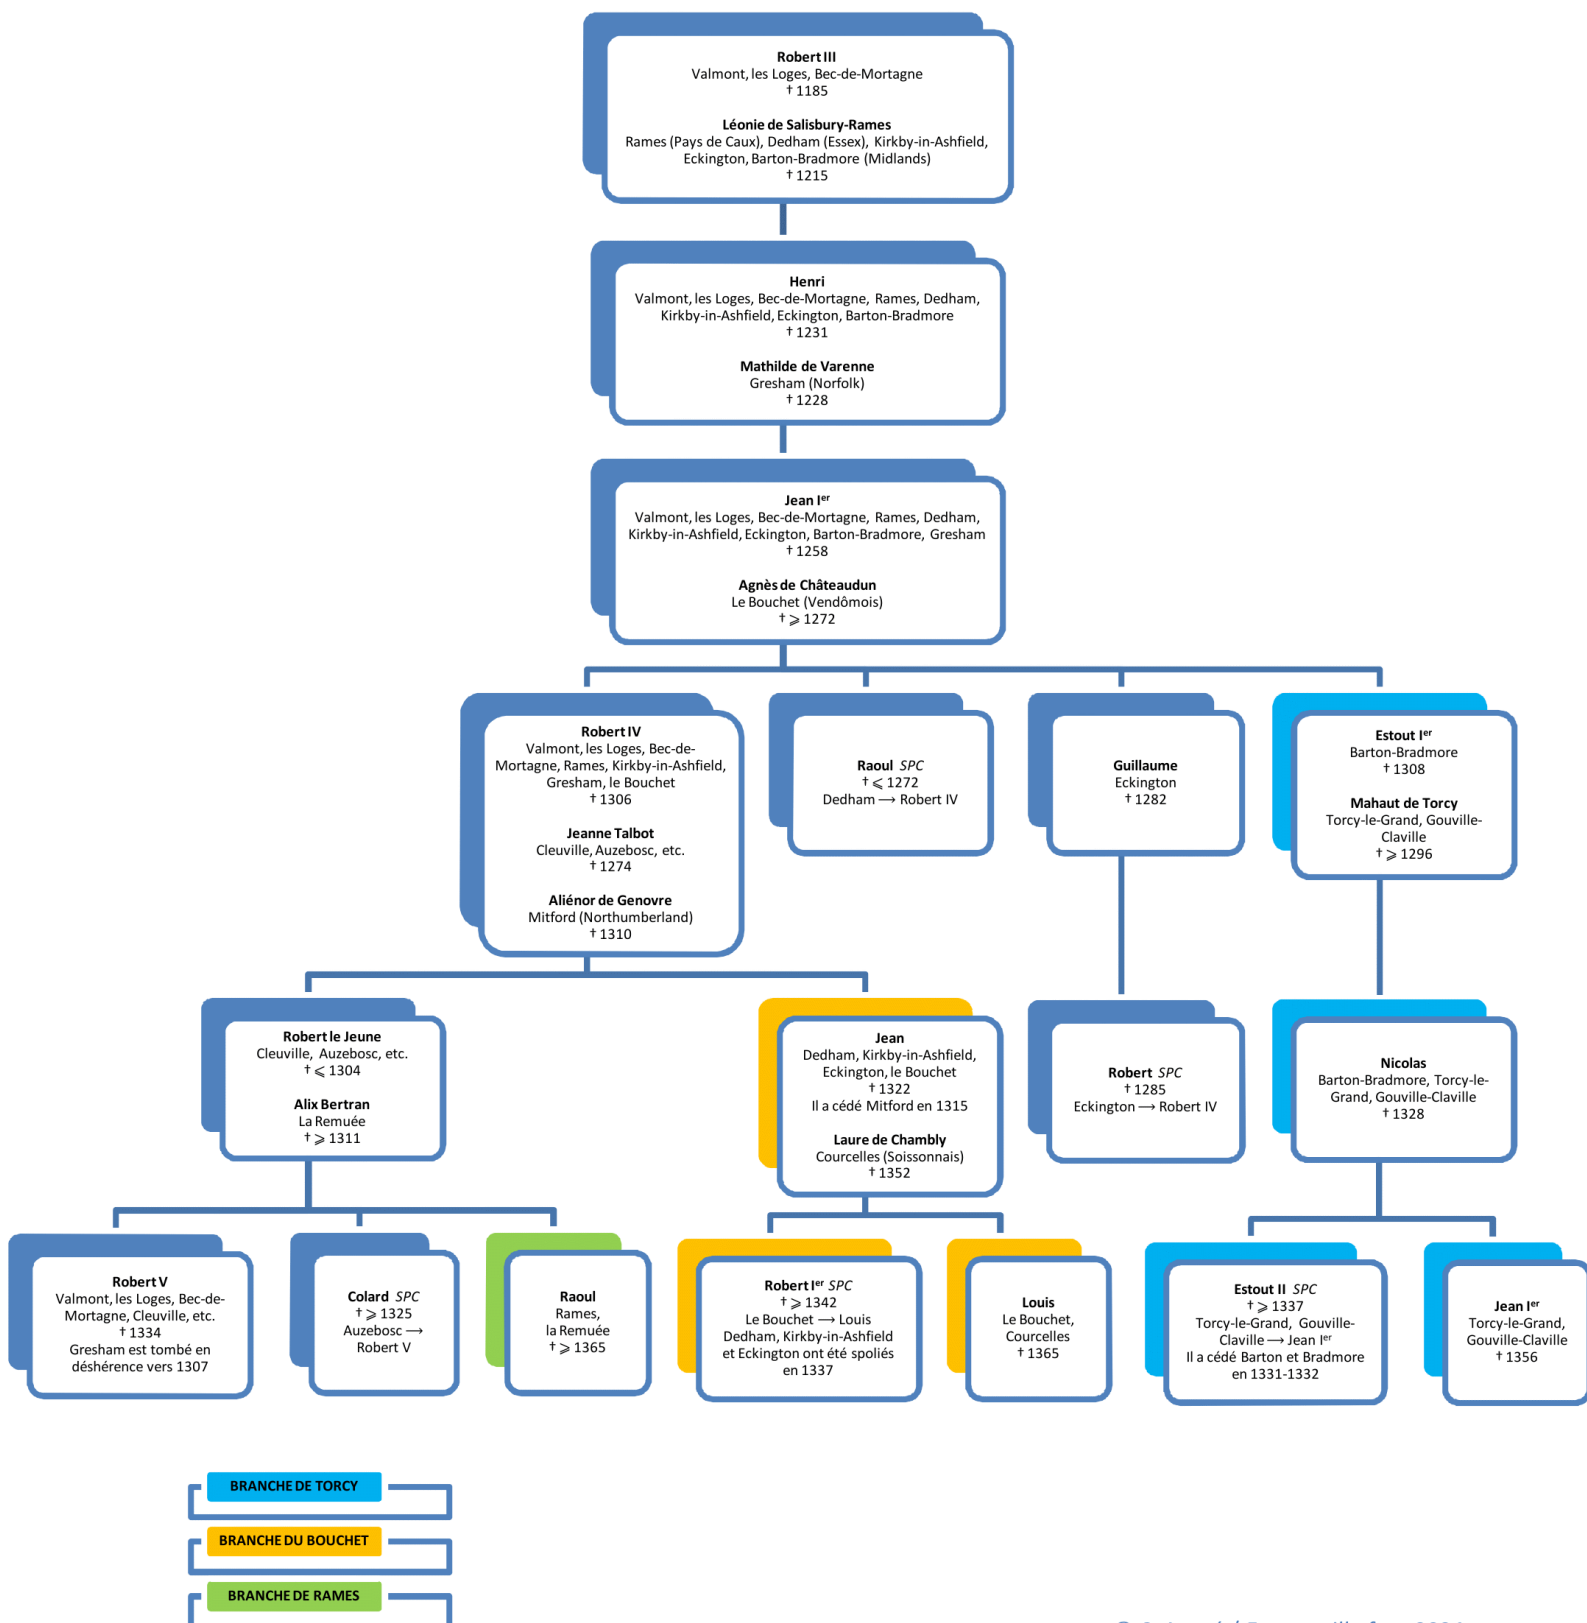 Robert III
Valmont, les Loges, Bec-de-Mortagne
† 1185
Léonie de Salisbury-Rames
Rames (Pays de Caux), Dedham (Essex), Kirkby-in-Ashfield,
Eckington, Barton-Bradmore (Midlands)
† 1215
Henri
Valmont, les Loges, Bec-de-Mortagne, Rames, Dedham,
Kirkby-in-Ashfield, Eckington, Barton-Bradmore
† 1231
Mathilde de Varenne
Gresham (Norfolk)
† 1228
Jean Ier
Valmont, les Loges, Bec-de-Mortagne, Rames, Dedham,
Kirkby-in-Ashfield, Eckington, Barton-Bradmore, Gresham
† 1258
Agnès de Châteaudun
Le Bouchet (Vendômois)
† ⩾ 1272
Robert IV
Valmont, les Loges, Bec-de-
Mortagne, Rames, Kirkby-in-Ashfield,
Gresham, le Bouchet
† 1306
Jeanne Talbot
Cleuville, Auzebosc, etc.
† 1274
Aliénor de Genovre
Mitford (Northumberland)
† 1310
Raoul SPC
† ⩽ 1272
Dedham → Robert IV
Guillaume
Eckington
† 1282
Estout Ier
Barton-Bradmore
† 1308
Mahaut de Torcy
Torcy-le-Grand, Gouville-
Claville
† ⩾ 1296
Robert le Jeune
Cleuville, Auzebosc, etc.
† ⩽ 1304
Alix Bertran
La Remuée
† ⩾ 1311
Jean
Dedham, Kirkby-in-Ashfield,
Eckington, le Bouchet
† 1322
Il a cédé Mitford en 1315
Laure de Chambly
Courcelles (Soissonnais)
† 1352
Robert SPC
† 1285
Eckington → Robert IV
Nicolas
Barton-Bradmore, Torcy-le-
Grand, Gouville-Claville
† 1328
Robert V
Valmont, les Loges, Bec-de-
Mortagne, Cleuville, etc.
† 1334
Gresham est tombé en
déshérence vers 1307
Colard SPC
† ⩾ 1325
Auzebosc →
Robert V
Raoul
Rames,
la Remuée
† ⩾ 1365
Robert Ier SPC
† ⩾ 1342
Le Bouchet → Louis
Dedham, Kirkby-in-Ashfield
et Eckington ont été spoliés
en 1337
Louis
Le Bouchet,
Courcelles
† 1365
Estout II SPC
† ⩾ 1337
Torcy-le-Grand, Gouville-
Claville → Jean Ier
Il a cédé Barton et Bradmore
en 1331-1332
Jean Ier
Torcy-le-Grand,
Gouville-Claville
† 1356
BRANCHE DE TORCY
BRANCHE DU BOUCHET
BRANCHE DE RAMES